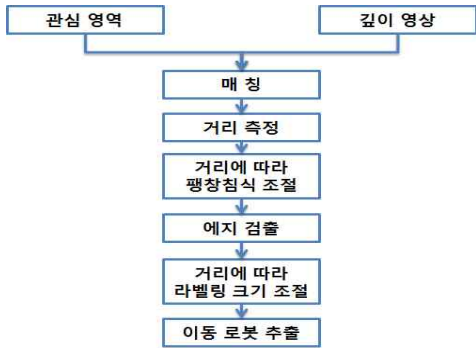 관심 영역
깊이 영상
매 칭
거리 측정
거리에 따라
팽창침식 조절
에지 검출
거리에 따라
라벨링 크기 조절
이동 로봇 추출